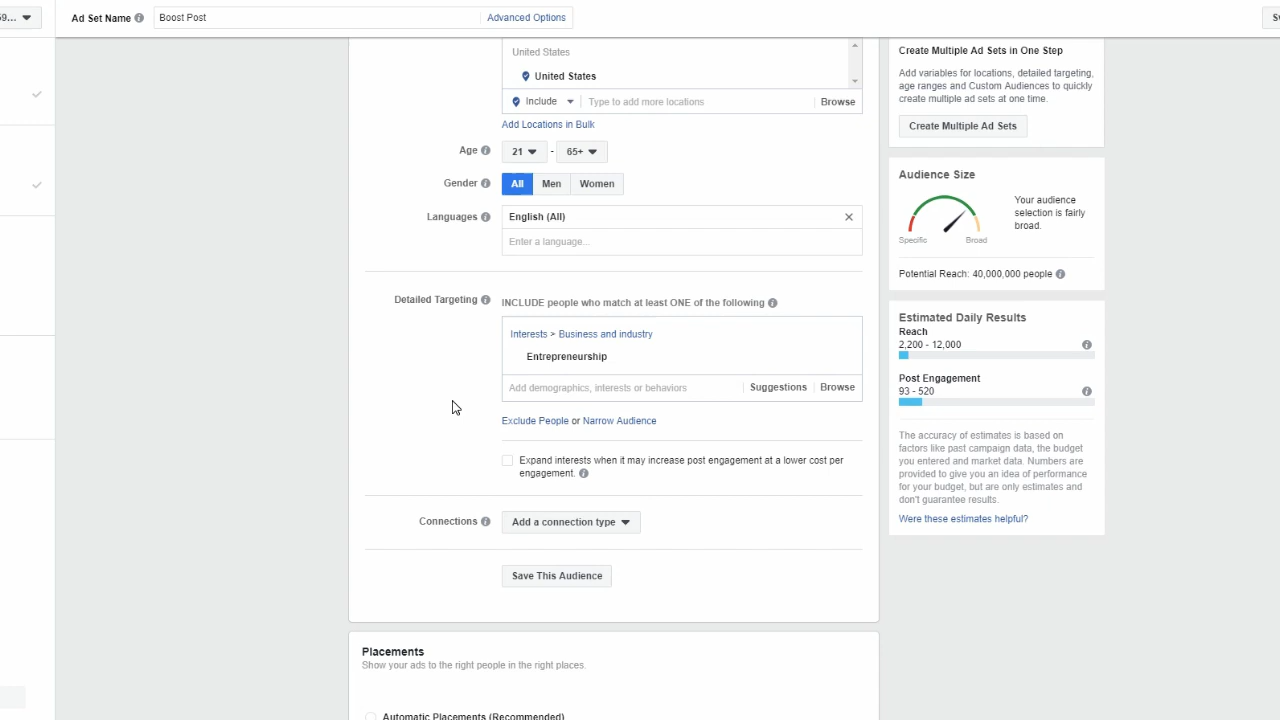 59...
Ad Set Name
Boost Post
Advanced Options
United States
United States
Include
Type to add more locations
Browse
Add Locations in Bulk
Age
21 - 65+
Gender
All
Men
Women
Languages
English (All)
Enter a language...
Detailed Targeting
INCLUDE people who match at least ONE of the following
Interests > Business and industry
Entrepreneurship
Add demographics, interests or behaviors
Suggestions
Browse
Exclude People or Narrow Audience
Expand interests when it may increase post engagement at a lower cost per
engagement.
Connections
Add a connection type
Save This Audience
Placements
Show your ads to the right people in the right places.
Automatic Placements (Recommended)
Create Multiple Ad Sets in One Step
Add variables for locations, detailed targeting,
age ranges and Custom Audiences to quickly
create multiple ad sets at one time.
Create Multiple Ad Sets
Audience Size
Specific
Broad
Your audience
selection is fairly
broad.
Potential Reach: 40,000,000 people
Estimated Daily Results
Reach
2,200 - 12,000
Post Engagement
93 - 520
The accuracy of estimates is based on
factors like past campaign data, the budget
you entered and market data. Numbers are
provided to give you an idea of performance
for your budget, but are only estimates and
don't guarantee results.
Were these estimates helpful?